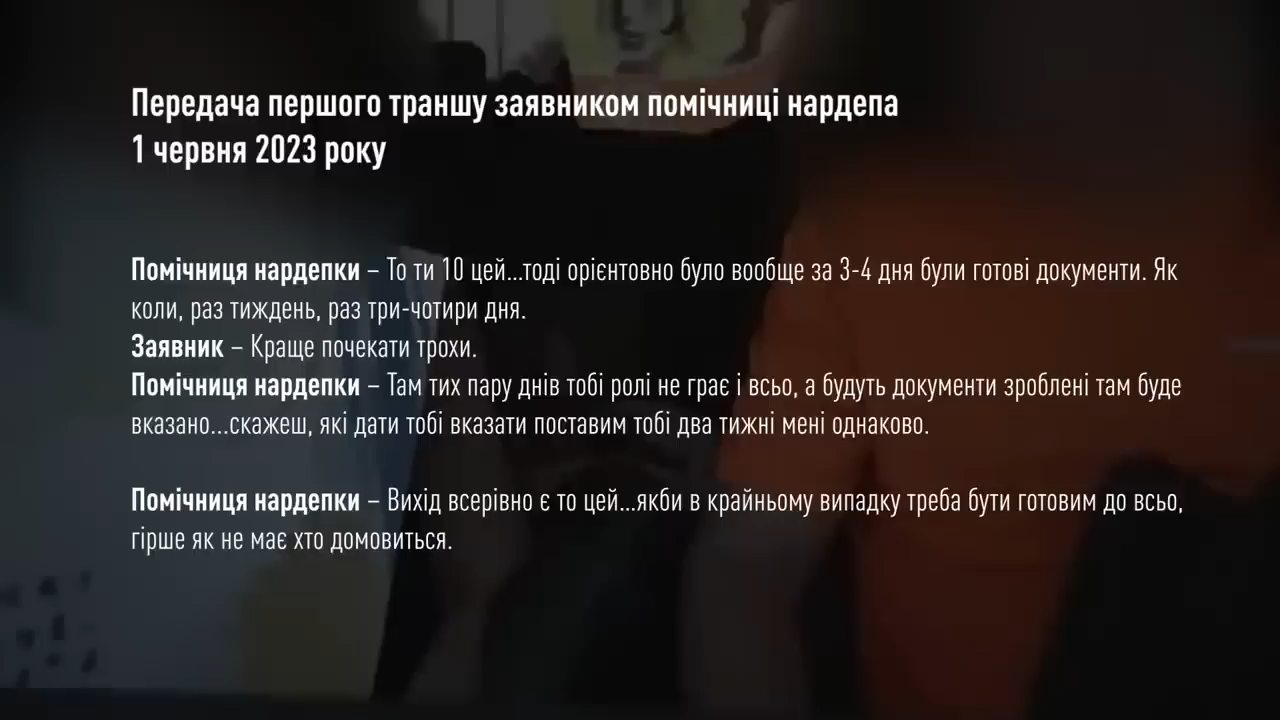 Передача першого траншу заявником помічниці нардепа
1 червня 2023 року
Помічниця нардепки – То ти 10 цей...тоді орієнтовно було вообще за 3-4 дня були готові документи. Як
коли, раз тиждень, раз три-чотири дня.
Заявник – Краще почекати трохи.
Помічниця нардепки – Там тих пару днів тобі ролі не грає і всьо, а будуть документи зроблені там буде
вказано...скажеш, які дати тобі вказати поставим тобі два тижні мені однаково.
Помічниця нардепки – Вихід всерівно є то цей...якби в крайньому випадку треба бути готовим до всьо,
гірше як не має хто домовиться.